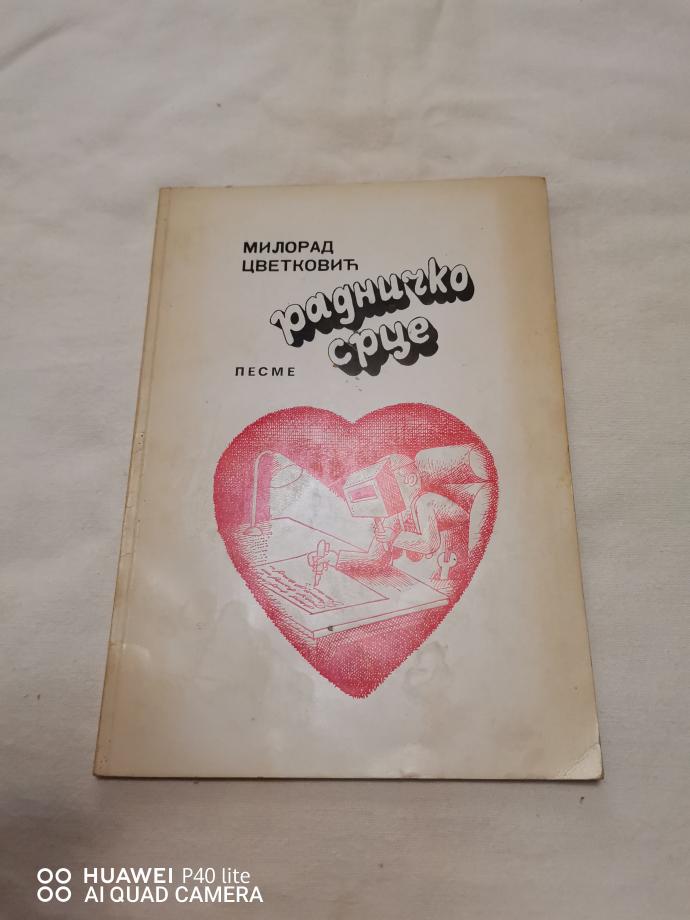 МИЛОРАД
ЦВЕТКОВИЋ
радничко
срце
ПЕСМЕ
HUAWEI P40 lite
AI QUAD CAMERA